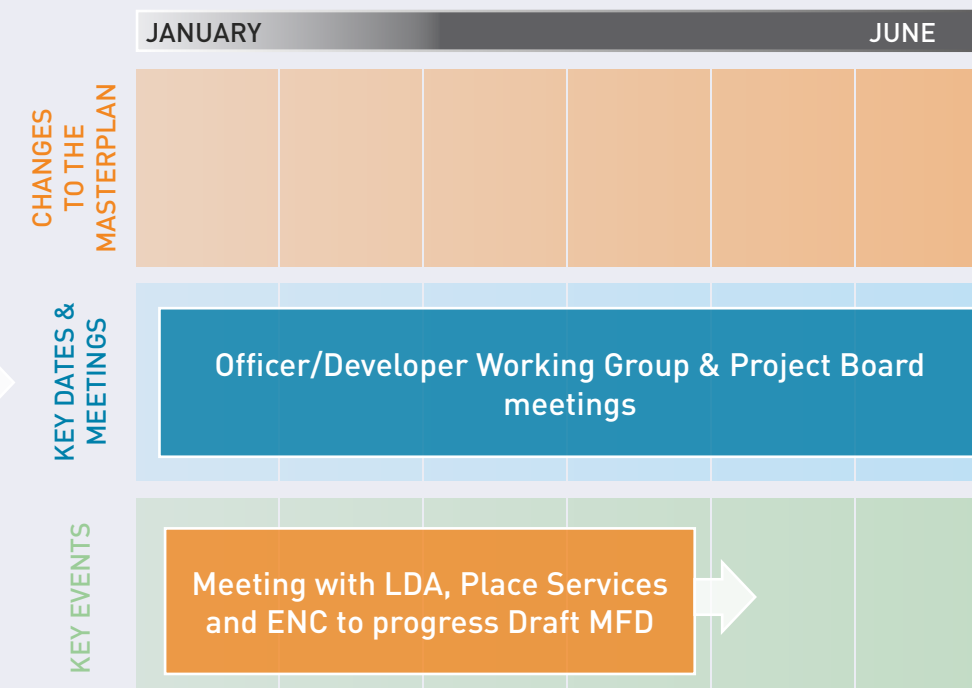 JANUARY JUNE
CHANGES
TO THE
MASTERPLAN
KEY DATES &
MEETINGS
Officer/Developer Working Group & Project Board
meetings
KEY EVENTS
Meeting with LDA, Place Services
and ENC to progress Draft MFD